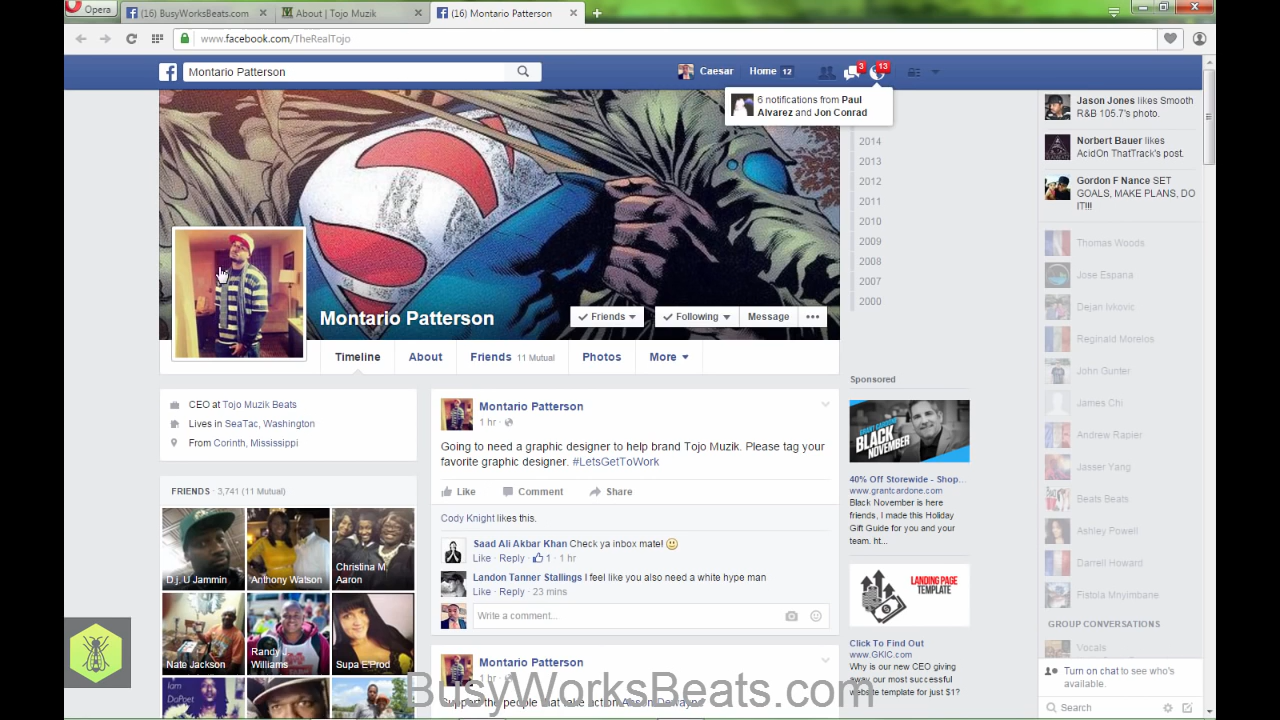 Opera
(16) BusyWorksBeats.com
About | Tojo Muzik
(16) Montario Patterson
www.facebook.com/TheRealTojo
Montario Patterson
Caesar
Home 12
3
13
6 notifications from Paul
Alvarez and Jon Conrad
2014
2013
2012
2011
2010
2009
2008
2007
2000
Montario Patterson
Friends
Following
Message
Timeline
About
Friends 11 Mutual
Photos
More
CEO at Tojo Muzik Beats
Lives in SeaTac, Washington
From Corinth, Mississippi
FRIENDS · 3,741 (11 Mutual)
D.j. U Jammin
Anthony Watson
Christina M. Aaron
Nate Jackson
Randy J. Williams
Supa E'Prod
Iam
DaPoet
Montario Patterson
1 hr ·
Going to need a graphic designer to help brand Tojo Muzik. Please tag your
favorite graphic designer. #LetsGetToWork
Like
Comment
Share
Cody Knight likes this.
Saad Ali Akbar Khan Check ya inbox mate!
Like · Reply · 1 · 1 hr
Landon Tanner Stallings I feel like you also need a white hype man
Like · Reply · 23 mins
Write a comment...
Montario Patterson
1 hr ·
Support the people that take action
Sponsored
GRANT CARDONE
BLACK
NOVEMBER
40% Off Storewide - Shop...
www.grantcardone.com
Black November is here
friends, I made this Holiday
Gift Guide for you and your
team. ht...
LANDING PAGE
TEMPLATE
Click To Find Out
www.GKIC.com
Why is our new CEO giving
away our most successful
website template for just $1?
Jason Jones likes Smooth
R&B 105.7's photo.
Norbert Bauer likes
AcidOn ThatTrack's post.
Gordon F Nance SET
GOALS, MAKE PLANS, DO
IT!!!
Thomas Woods
Jose Espana
Dejan Ivkovic
Reginald Morelos
John Gunter
James Chi
Andrew Rapier
Jasser Yang
Beats Beats
Ashley Powell
Darrell Howard
Fistola Mnyimbane
GROUP CONVERSATIONS
Vocals
Turn on chat to see who's
available.
Search
BusyWorksBeats.com